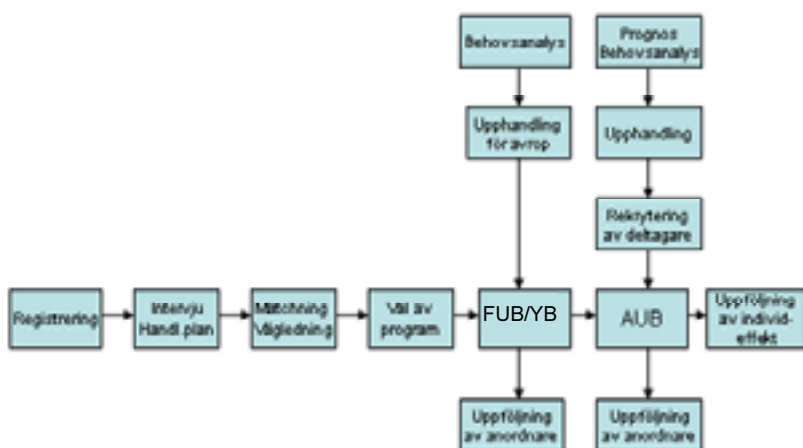 Behovsanalys
Prognos
Behovsanalys
Upphandling
för avrop
Upphandling
Rekrytering
av deltagare
Registrering
Intervju
Handl.plan
Matchning
Vägledning
Val av
program
FUB/YB
AUB
Uppföljning
av individ-
effekt
Uppföljning
av anordnare
Uppföljning
av anordnare